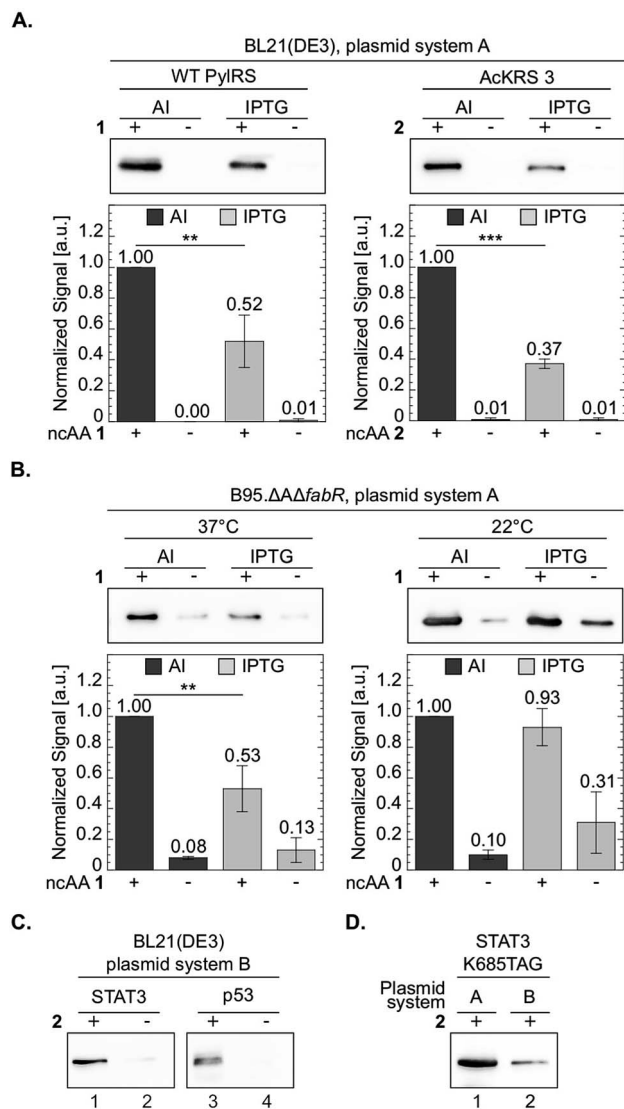 A.
BL21(DE3), plasmid system A
WT PylRS
AI IPTG
1 + - + -
AI IPTG
Normalized Signal [a.u.]
1.2
1.0
0.8
0.6
0.4
0.2
0
**
1.00
0.00
0.52
0.01
ncAA 1 + - + -
AcKRS 3
AI IPTG
2 + - + -
AI IPTG
Normalized Signal [a.u.]
1.2
1.0
0.8
0.6
0.4
0.2
0
***
1.00
0.01
0.37
0.01
ncAA 2 + - + -
B.
B95.ΔAΔfabR, plasmid system A
37°C
AI IPTG
1 + - + -
AI IPTG
Normalized Signal [a.u.]
1.2
1.0
0.8
0.6
0.4
0.2
0
**
1.00
0.08
0.53
0.13
ncAA 1 + - + -
22°C
AI IPTG
1 + - + -
AI IPTG
Normalized Signal [a.u.]
1.2
1.0
0.8
0.6
0.4
0.2
0
1.00
0.10
0.93
0.31
ncAA 1 + - + -
C.
BL21(DE3)
plasmid system B
STAT3 p53
2 + - + -
1 2 3 4
D.
STAT3
K685TAG
Plasmid
system A B
2 + +
1 2